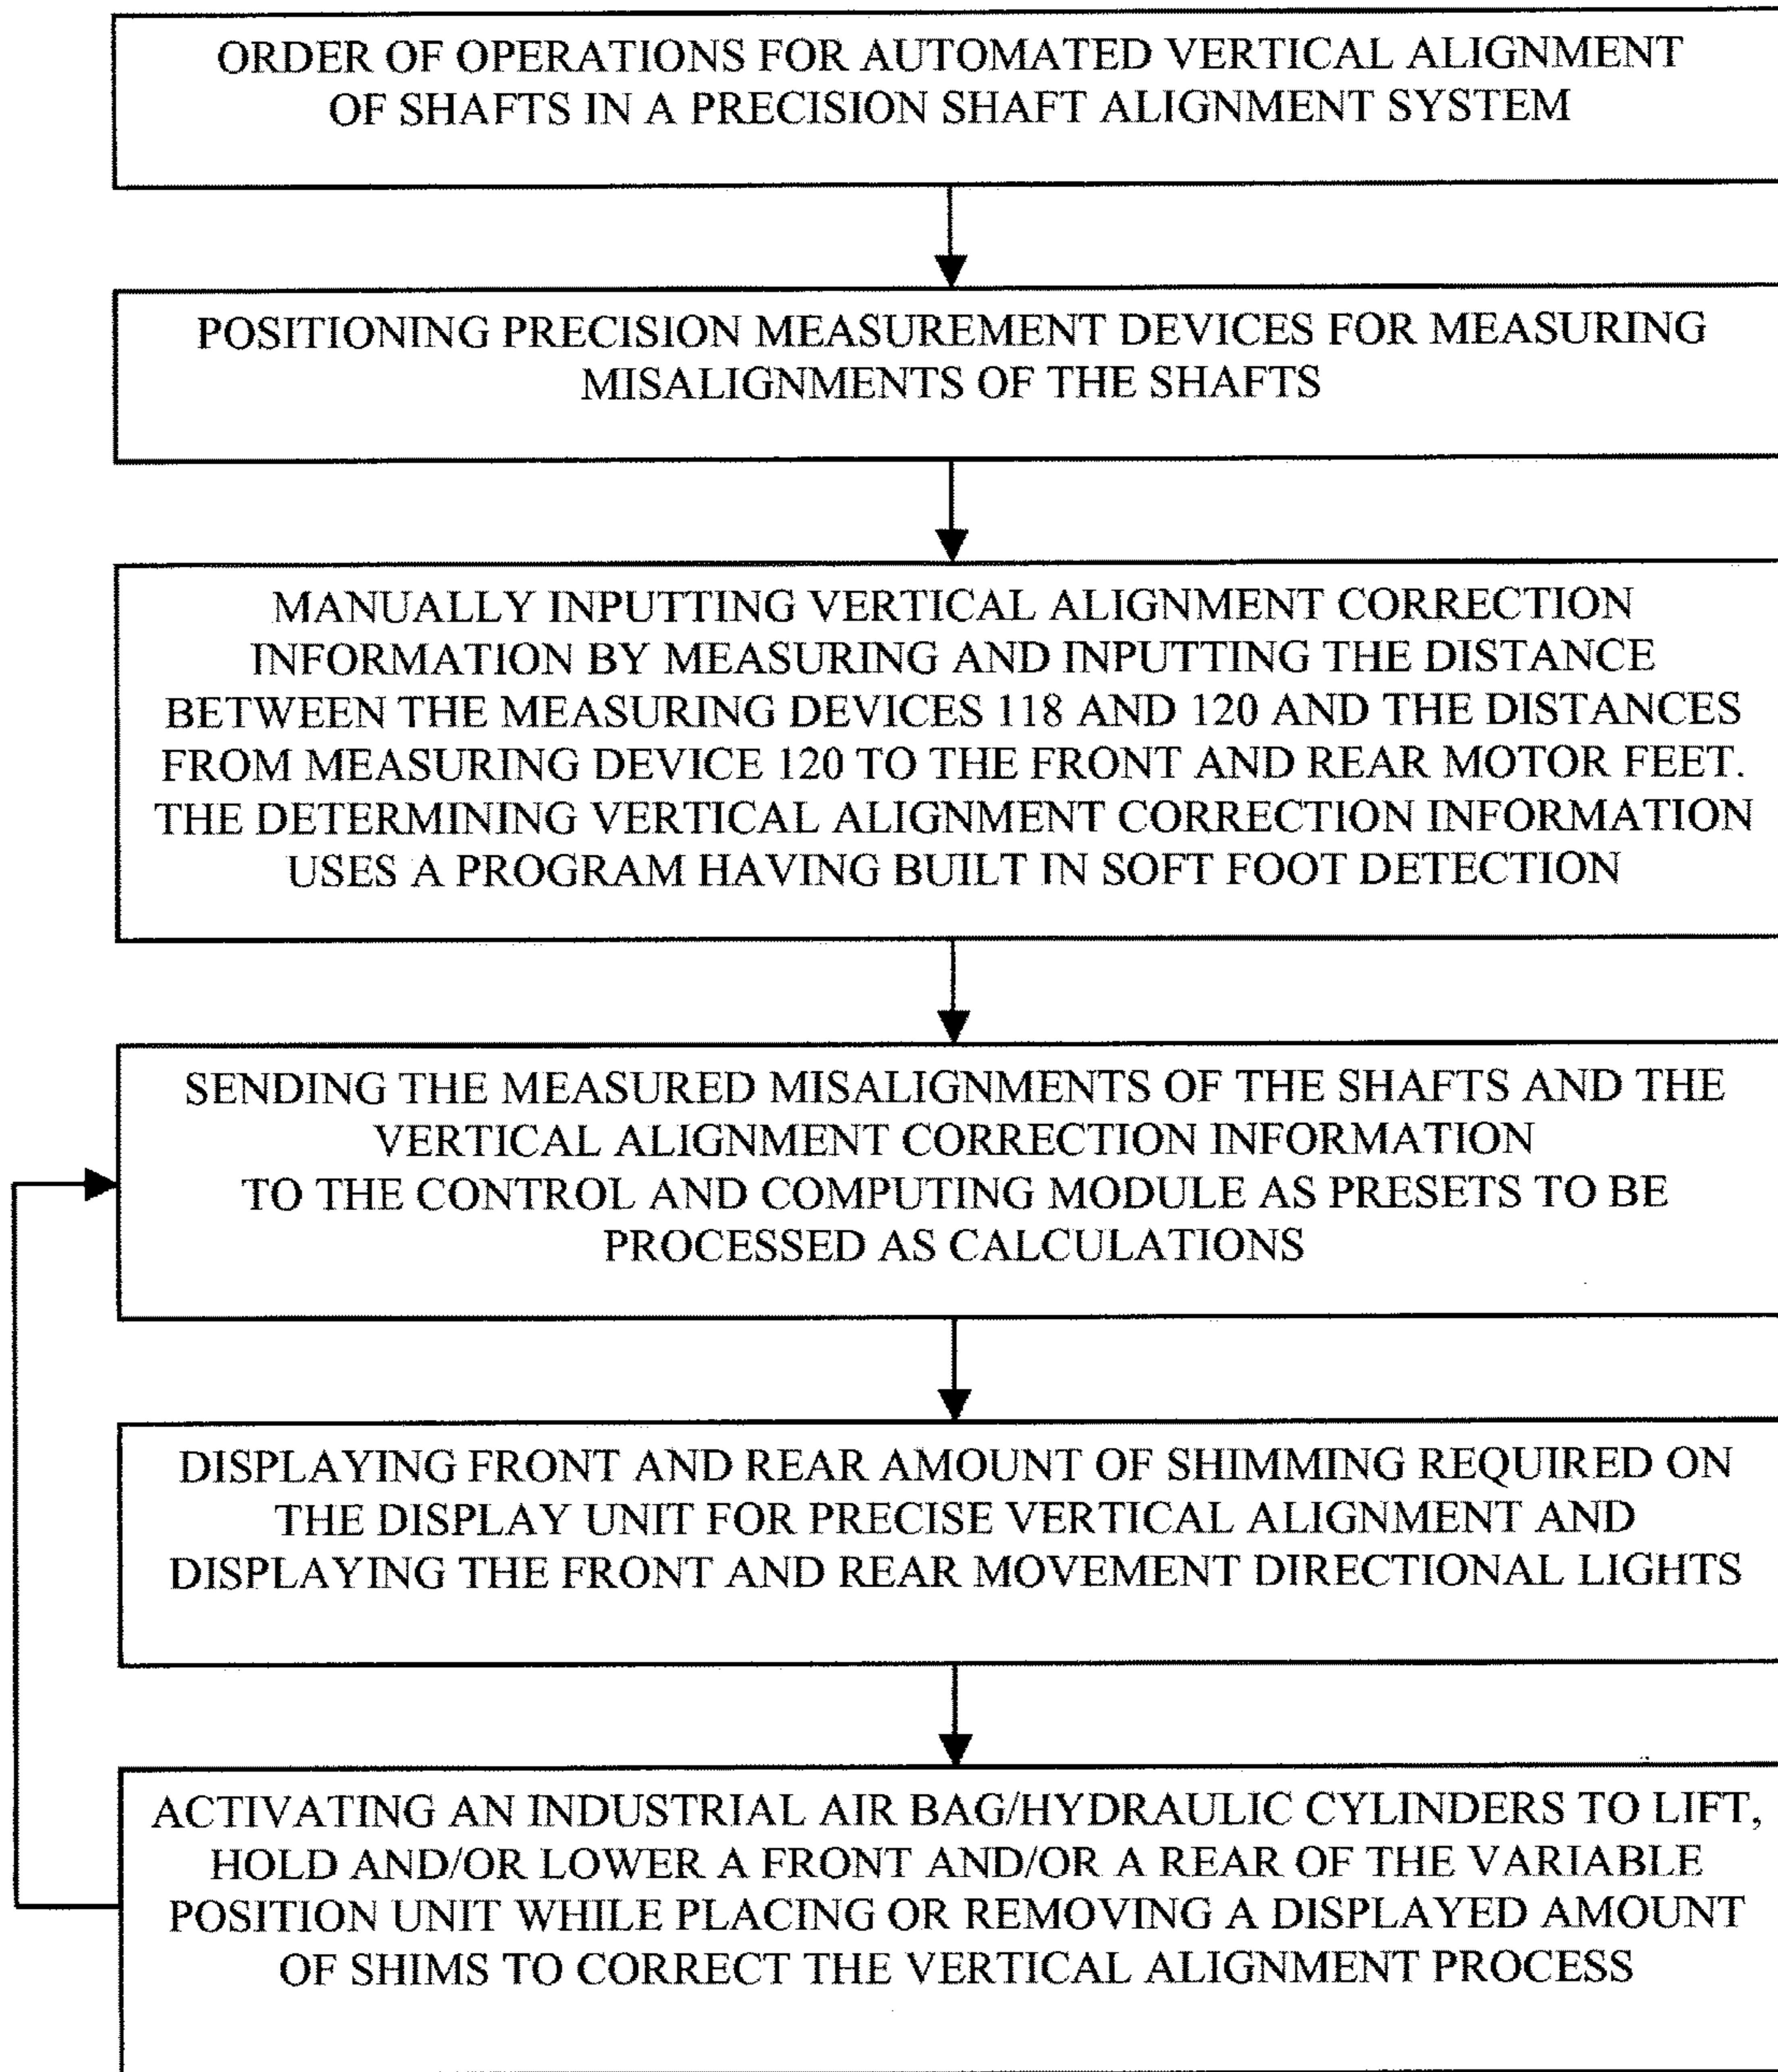 ORDER OF OPERATIONS FOR AUTOMATED VERTICAL ALIGNMENT
OF SHAFTS IN A PRECISION SHAFT ALIGNMENT SYSTEM
POSITIONING PRECISION MEASUREMENT DEVICES FOR MEASURING
MISALIGNMENTS OF THE SHAFTS
MANUALLY INPUTTING VERTICAL ALIGNMENT CORRECTION
INFORMATION BY MEASURING AND INPUTTING THE DISTANCE
BETWEEN THE MEASURING DEVICES 118 AND 120 AND THE DISTANCES
FROM MEASURING DEVICE 120 TO THE FRONT AND REAR MOTOR FEET.
THE DETERMINING VERTICAL ALIGNMENT CORRECTION INFORMATION
USES A PROGRAM HAVING BUILT IN SOFT FOOT DETECTION
SENDING THE MEASURED MISALIGNMENTS OF THE SHAFTS AND THE
VERTICAL ALIGNMENT CORRECTION INFORMATION
TO THE CONTROL AND COMPUTING MODULE AS PRESETS TO BE
PROCESSED AS CALCULATIONS
DISPLAYING FRONT AND REAR AMOUNT OF SHIMMING REQUIRED ON
THE DISPLAY UNIT FOR PRECISE VERTICAL ALIGNMENT AND
DISPLAYING THE FRONT AND REAR MOVEMENT DIRECTIONAL LIGHTS
ACTIVATING AN INDUSTRIAL AIR BAG/HYDRAULIC CYLINDERS TO LIFT,
HOLD AND/OR LOWER A FRONT AND/OR A REAR OF THE VARIABLE
POSITION UNIT WHILE PLACING OR REMOVING A DISPLAYED AMOUNT
OF SHIMS TO CORRECT THE VERTICAL ALIGNMENT PROCESS